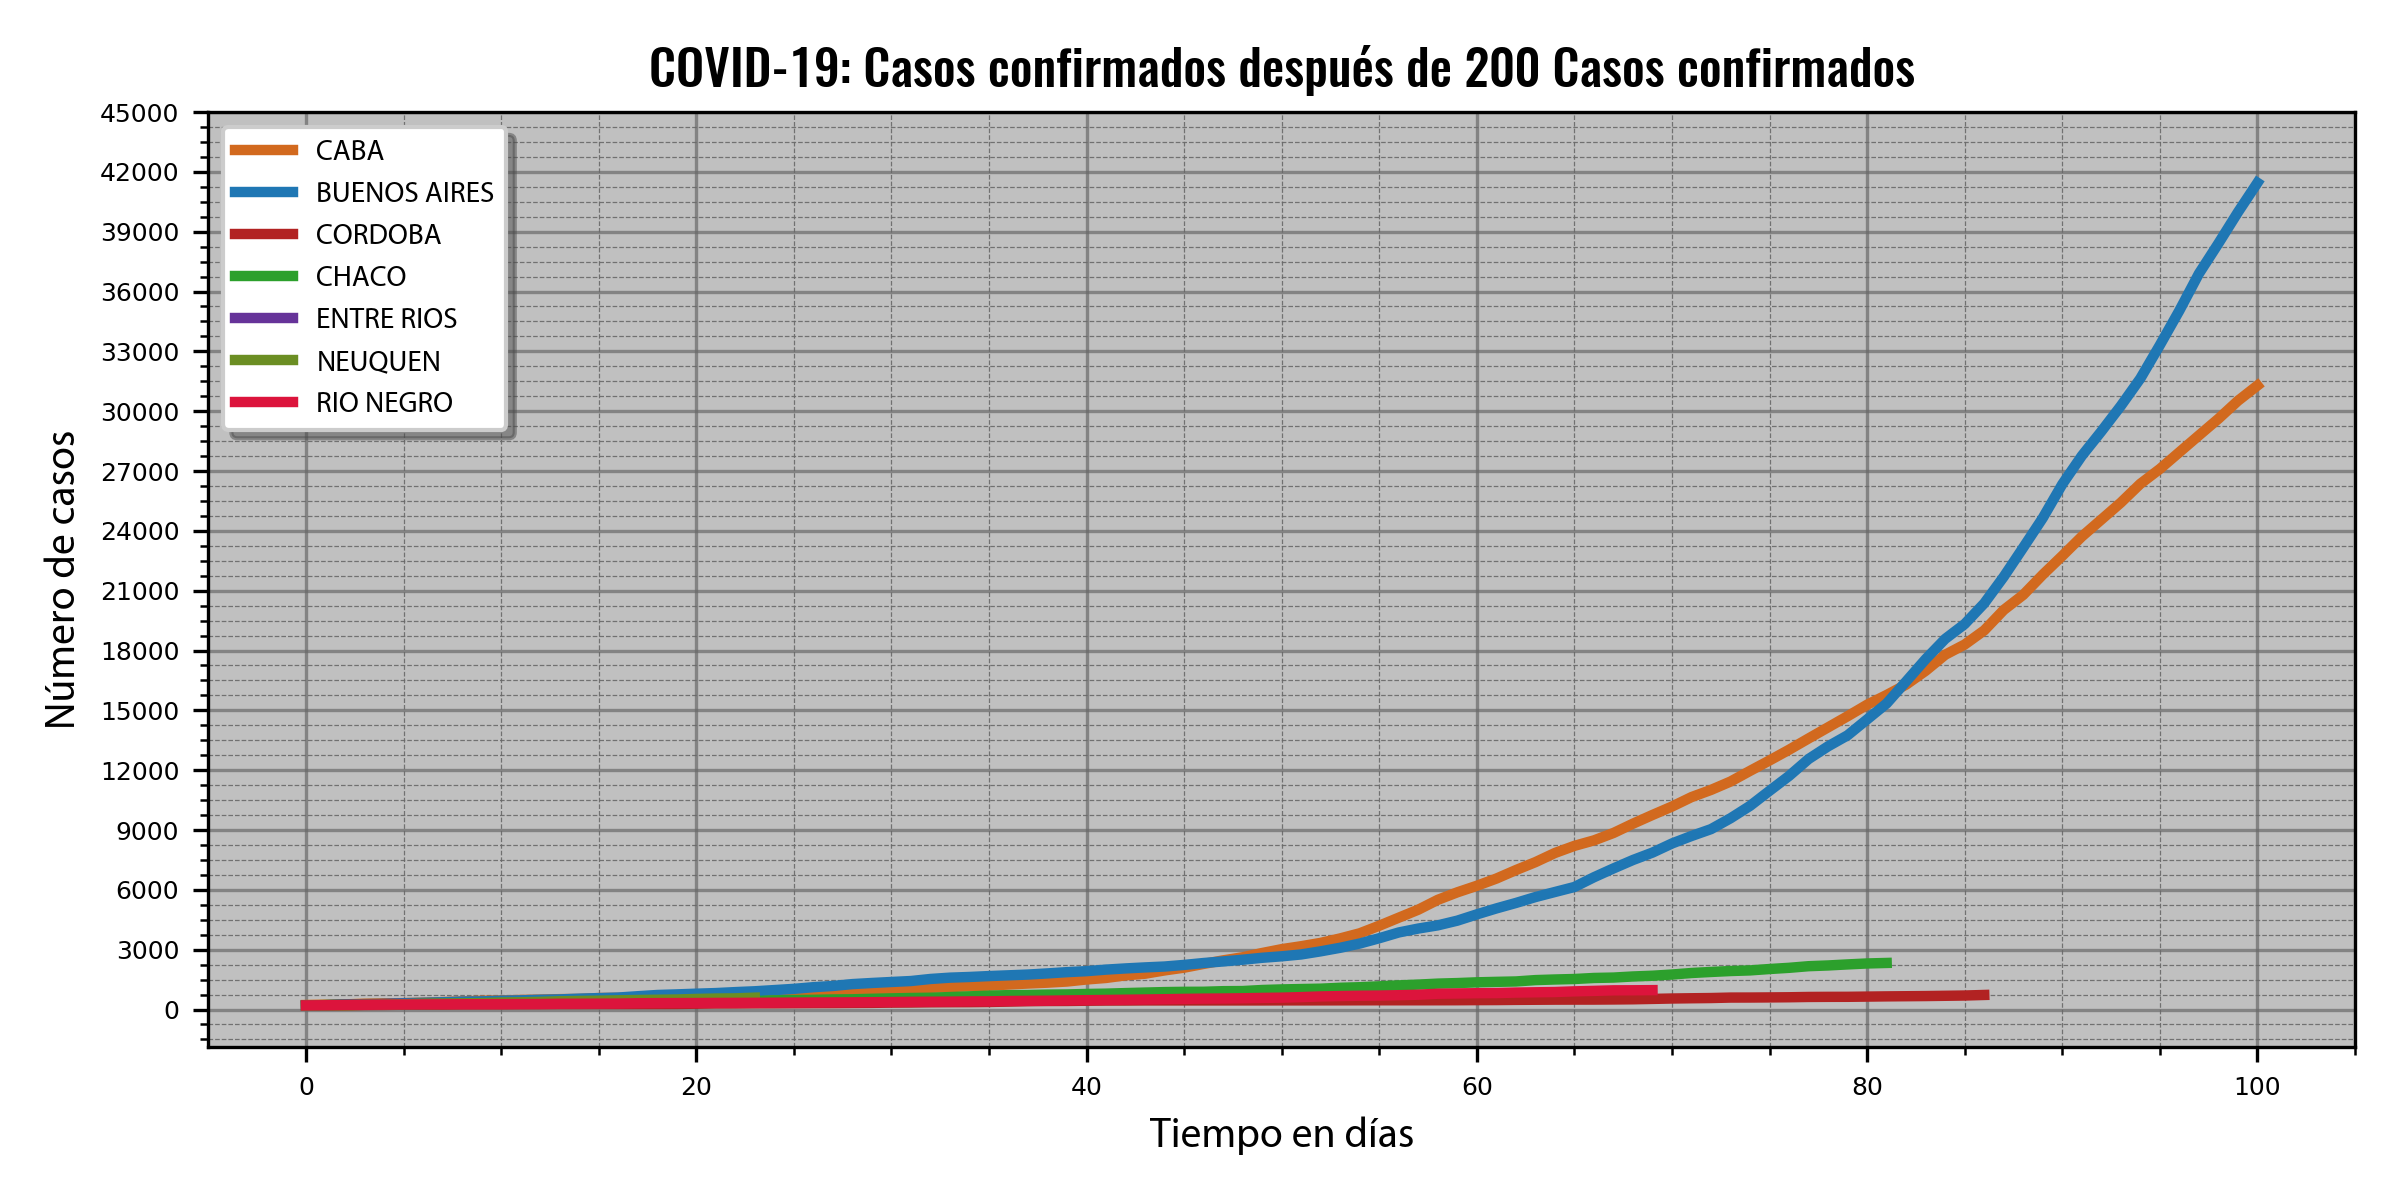 COVID-19: Casos confirmados después de 200 Casos confirmados
45000
42000
39000
36000
33000
30000
27000
24000
21000
18000
15000
12000
9000
6000
3000
0
Número de casos
CABA
BUENOS AIRES
CORDOBA
CHACO
ENTRE RIOS
NEUQUEN
RIO NEGRO
0 20 40 60 80 100
Tiempo en días